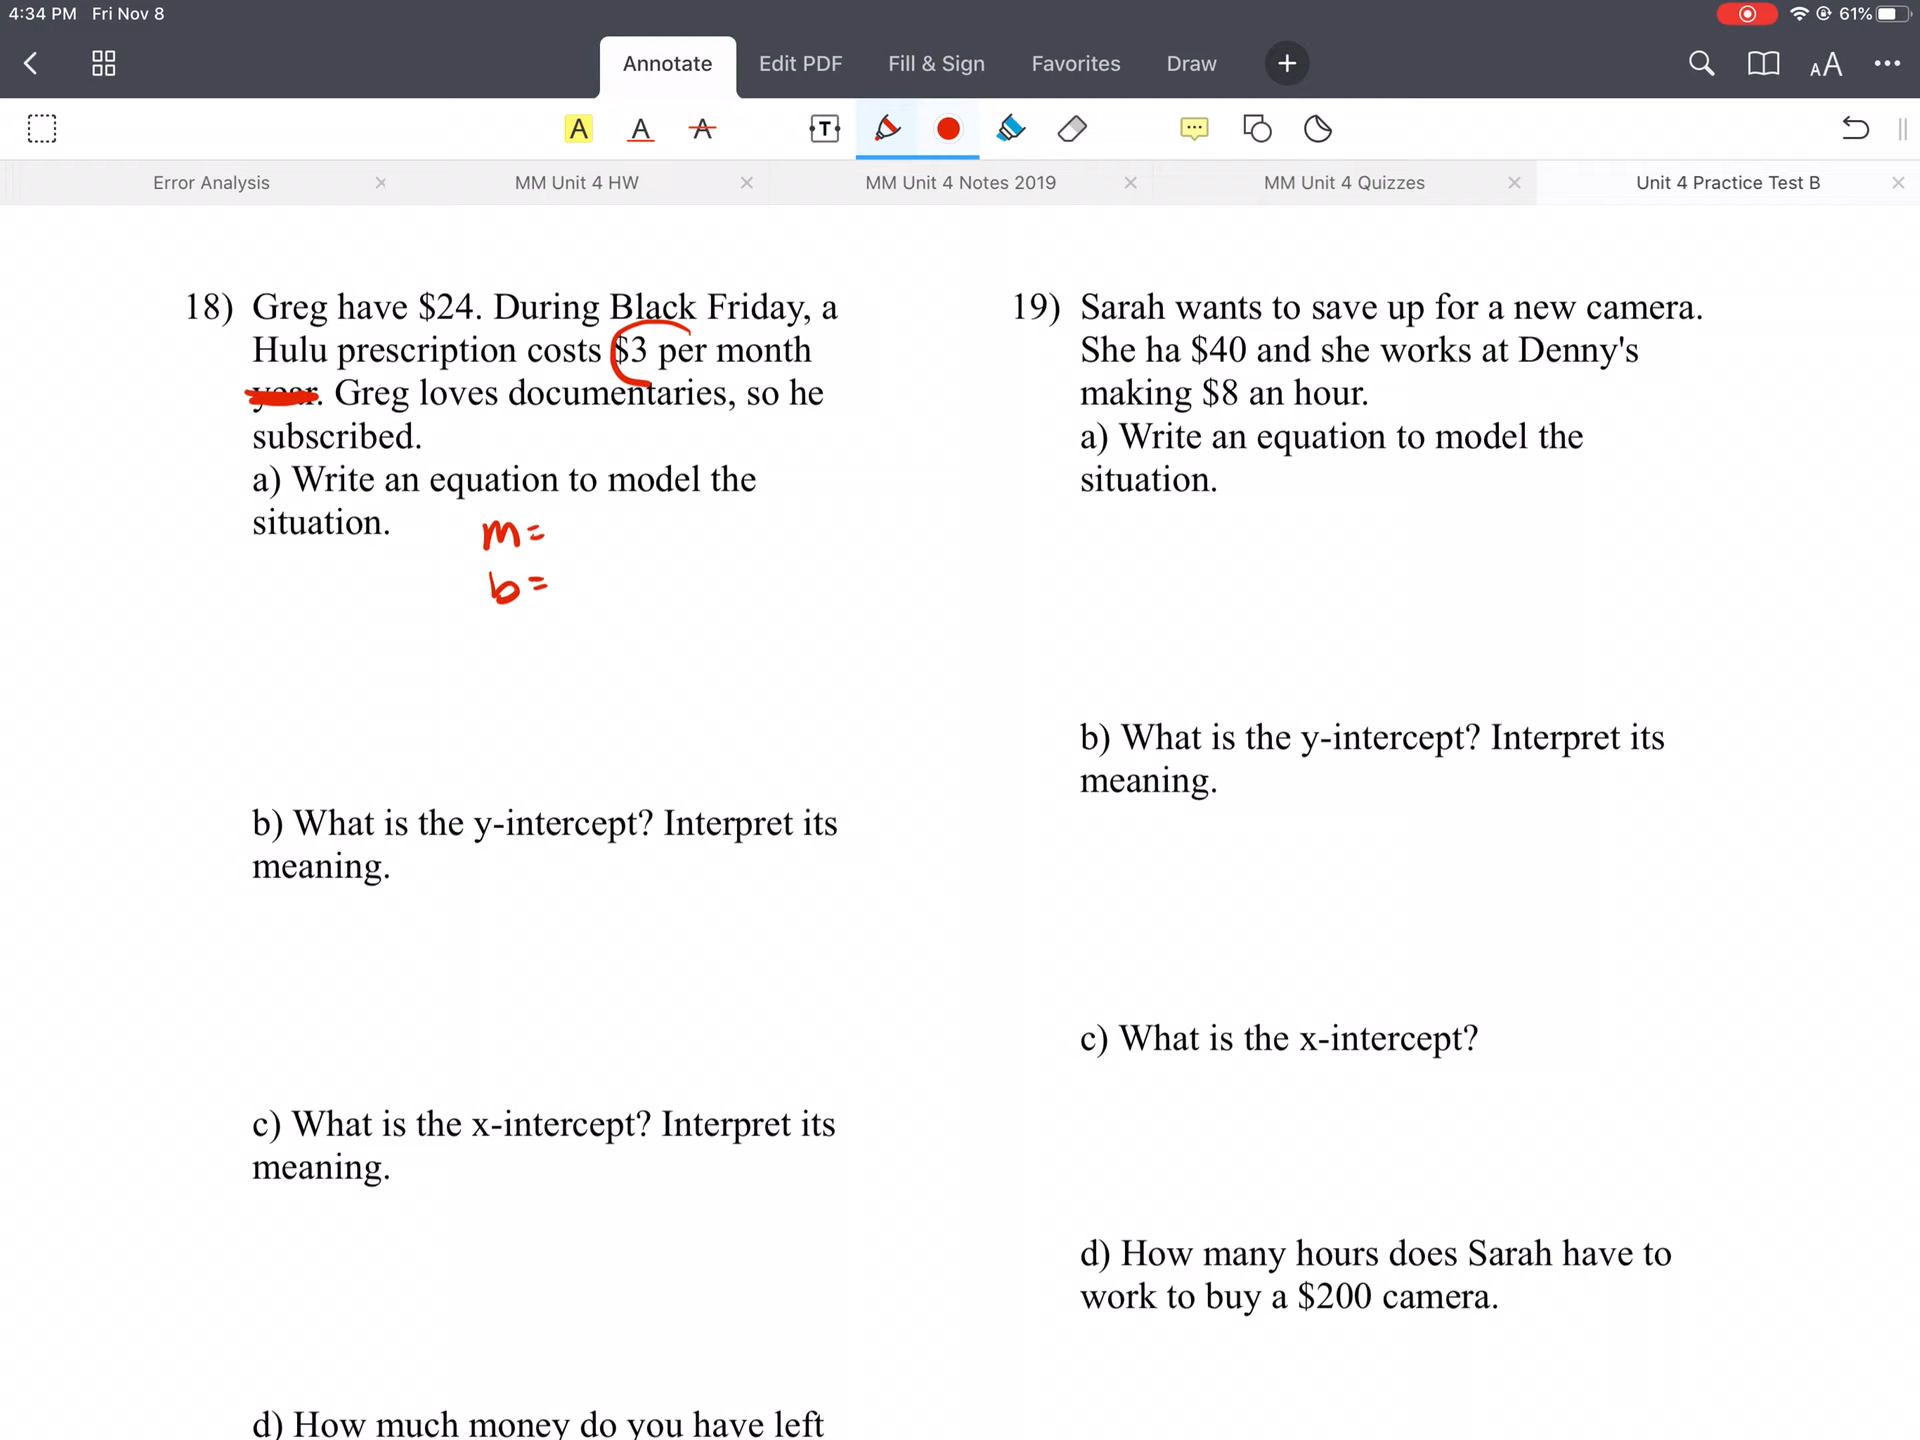 4:34 PM Fri Nov 8
61%
Annotate
Edit PDF
Fill & Sign
Favorites
Draw
AA
A
A
A
T
Error Analysis
MM Unit 4 HW
MM Unit 4 Notes 2019
MM Unit 4 Quizzes
Unit 4 Practice Test B
18) Greg have $24. During Black Friday, a
Hulu prescription costs $3 per month
year. Greg loves documentaries, so he
subscribed.
a) Write an equation to model the
situation.
m=
b=
b) What is the y-intercept? Interpret its
meaning.
c) What is the x-intercept? Interpret its
meaning.
d) How much money do you have left
19) Sarah wants to save up for a new camera.
She ha $40 and she works at Denny's
making $8 an hour.
a) Write an equation to model the
situation.
b) What is the y-intercept? Interpret its
meaning.
c) What is the x-intercept?
d) How many hours does Sarah have to
work to buy a $200 camera.